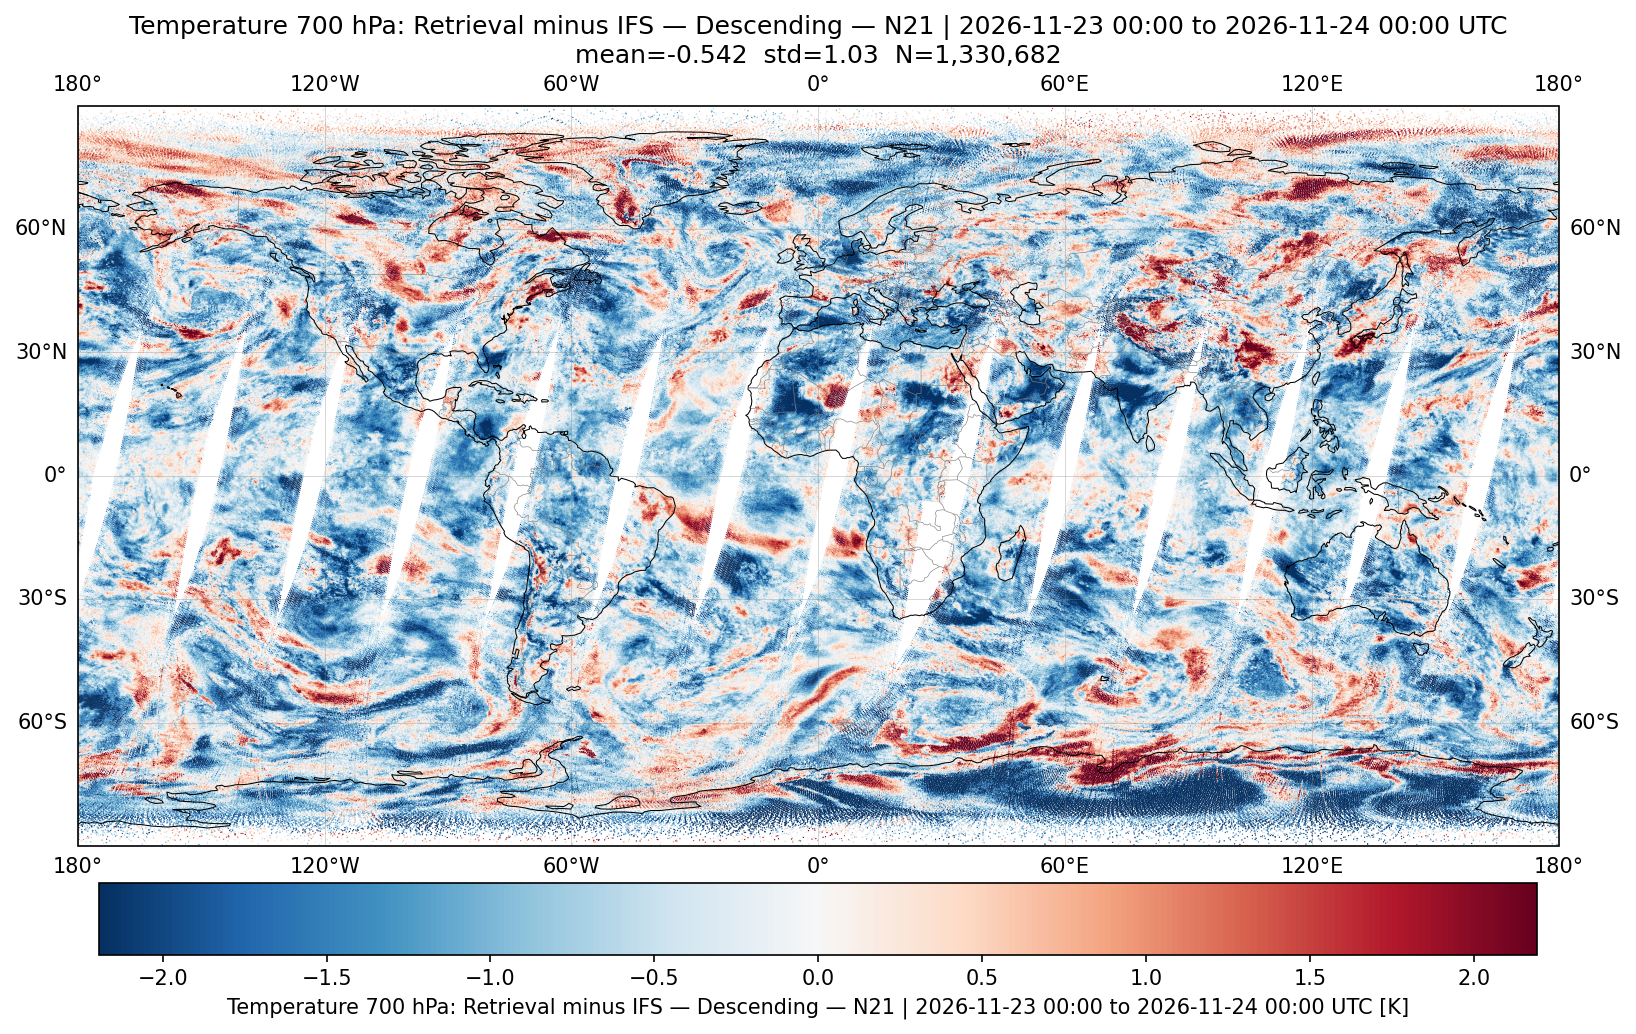 Temperature 700 hPa: Retrieval minus IFS — Descending — N21 | 2026-11-23 00:00 to 2026-11-24 00:00 UTC
mean=-0.542  std=1.03  N=1,330,682
180° 120°W 60°W 0° 60°E 120°E 180°
60°N 60°N
30°N 30°N
0° 0°
30°S 30°S
60°S 60°S
180° 120°W 60°W 0° 60°E 120°E 180°
−2.0 −1.5 −1.0 −0.5 0.0 0.5 1.0 1.5 2.0
Temperature 700 hPa: Retrieval minus IFS — Descending — N21 | 2026-11-23 00:00 to 2026-11-24 00:00 UTC [K]